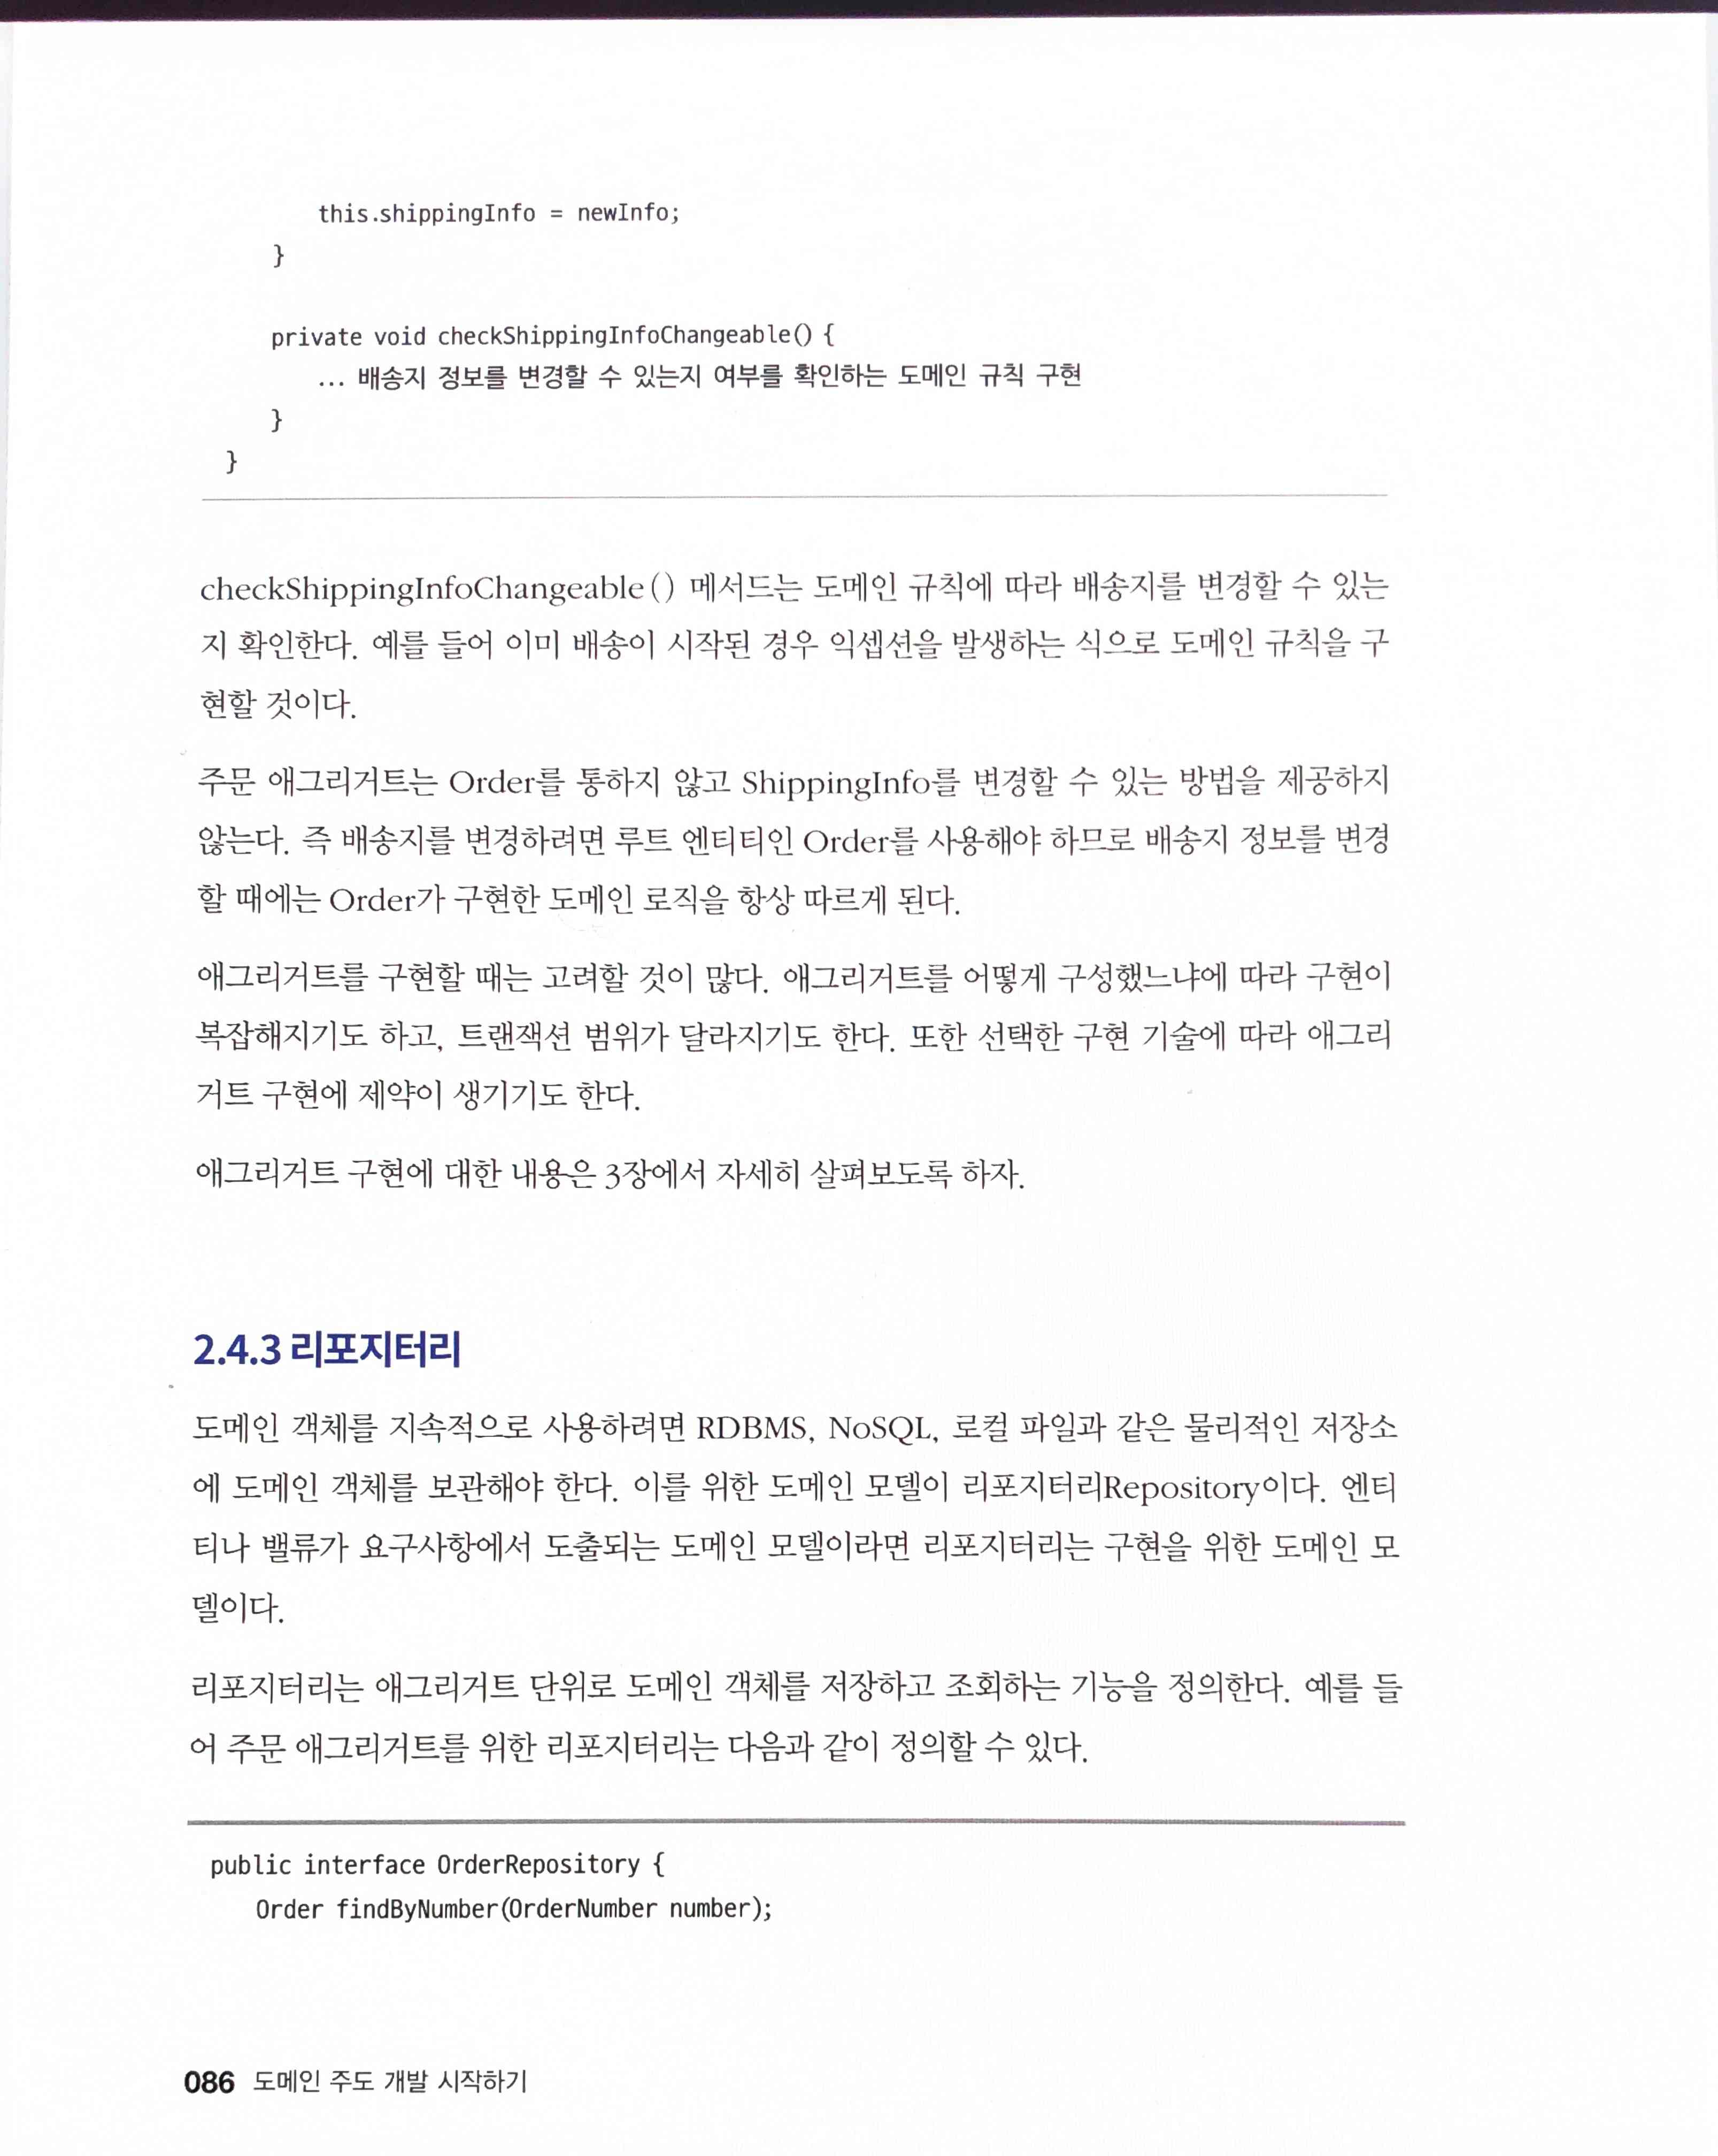 this.shippingInfo = newInfo;
}
private void checkShippingInfoChangeable() {
... 배송지 정보를 변경할 수 있는지 여부를 확인하는 도메인 규칙 구현
}
}
checkShippingInfoChangeable() 메서드는 도메인 규칙에 따라 배송지를 변경할 수 있는
지 확인한다. 예를 들어 이미 배송이 시작된 경우 익셉션을 발생하는 식으로 도메인 규칙을 구
현할 것이다.
주문 애그리거트는 Order를 통하지 않고 ShippingInfo를 변경할 수 있는 방법을 제공하지
않는다. 즉 배송지를 변경하려면 루트 엔티티인 Order를 사용해야 하므로 배송지 정보를 변경
할 때에는 Order가 구현한 도메인 로직을 항상 따르게 된다.
애그리거트를 구현할 때는 고려할 것이 많다. 애그리거트를 어떻게 구성했느냐에 따라 구현이
복잡해지기도 하고, 트랜잭션 범위가 달라지기도 한다. 또한 선택한 구현 기술에 따라 애그리
거트 구현에 제약이 생기기도 한다.
애그리거트 구현에 대한 내용은 3장에서 자세히 살펴보도록 하자.
2.4.3 리포지터리
도메인 객체를 지속적으로 사용하려면 RDBMS, NoSQL, 로컬 파일과 같은 물리적인 저장소
에 도메인 객체를 보관해야 한다. 이를 위한 도메인 모델이 리포지터리Repository이다. 엔티
티나 밸류가 요구사항에서 도출되는 도메인 모델이라면 리포지터리는 구현을 위한 도메인 모
델이다.
리포지터리는 애그리거트 단위로 도메인 객체를 저장하고 조회하는 기능을 정의한다. 예를 들
어 주문 애그리거트를 위한 리포지터리는 다음과 같이 정의할 수 있다.
public interface OrderRepository {
Order findByNumber(OrderNumber number);
086 도메인 주도 개발 시작하기